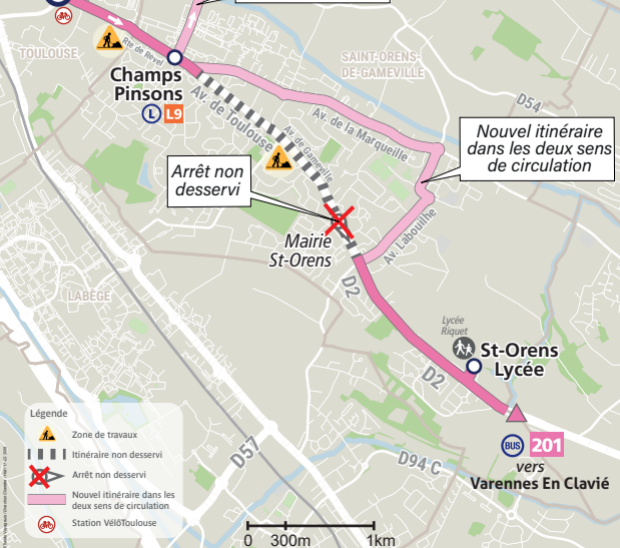 TOULOUSE
Rte de Revel
Champs
Pinsons
L L9
SAINT-ORENS-
DE-GAMEVILLE
D54
Av. de Toulouse
Av. de Gameville
Av. de la Marqueille
Nouvel itinéraire
dans les deux sens
de circulation
Arrêt non
desservi
Mairie
St-Orens
Av. Labouilhe
D2
LABÈGE
Lycée
Riquet
St-Orens
Lycée
D2
BUS 201
vers
Varennes En Clavié
D57
D94 C
Légende
Zone de travaux
Itinéraire non desservi
Arrêt non desservi
Nouvel itinéraire dans les
deux sens de circulation
Station VélôToulouse
0 300m 1km